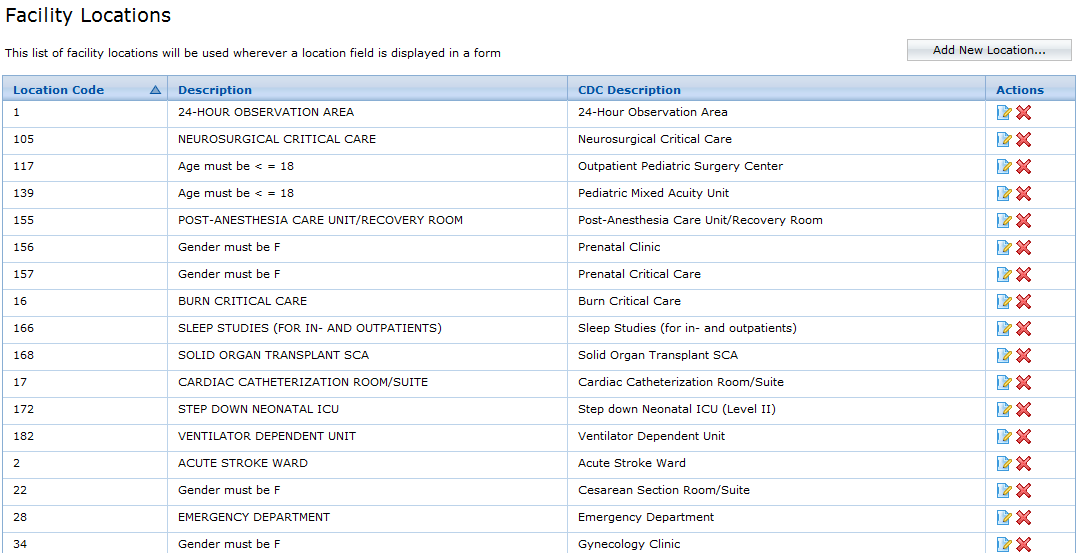 Facility Locations
This list of facility locations will be used wherever a location field is displayed in a form
Add New Location...
Location Code Description CDC Description Actions
1 24-HOUR OBSERVATION AREA 24-Hour Observation Area
105 NEUROSURGICAL CRITICAL CARE Neurosurgical Critical Care
117 Age must be < = 18 Outpatient Pediatric Surgery Center
139 Age must be < = 18 Pediatric Mixed Acuity Unit
155 POST-ANESTHESIA CARE UNIT/RECOVERY ROOM Post-Anesthesia Care Unit/Recovery Room
156 Gender must be F Prenatal Clinic
157 Gender must be F Prenatal Critical Care
16 BURN CRITICAL CARE Burn Critical Care
166 SLEEP STUDIES (FOR IN- AND OUTPATIENTS) Sleep Studies (for in- and outpatients)
168 SOLID ORGAN TRANSPLANT SCA Solid Organ Transplant SCA
17 CARDIAC CATHETERIZATION ROOM/SUITE Cardiac Catheterization Room/Suite
172 STEP DOWN NEONATAL ICU Step down Neonatal ICU (Level II)
182 VENTILATOR DEPENDENT UNIT Ventilator Dependent Unit
2 ACUTE STROKE WARD Acute Stroke Ward
22 Gender must be F Cesarean Section Room/Suite
28 EMERGENCY DEPARTMENT Emergency Department
34 Gender must be F Gynecology Clinic